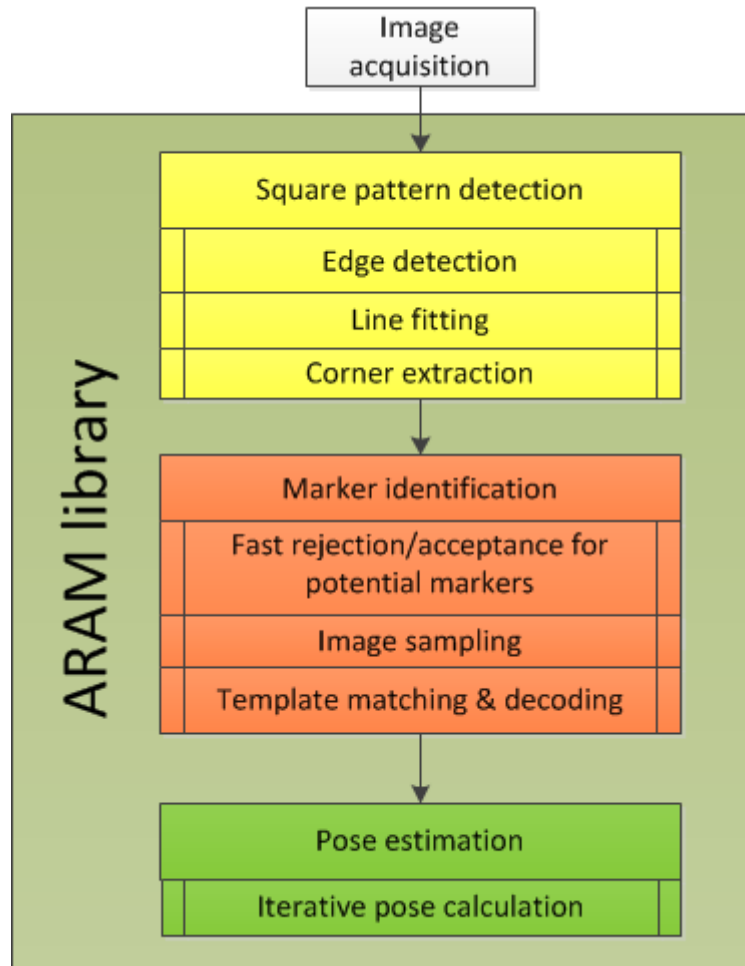 Image
acquisition
ARAM library
Square pattern detection
Edge detection
Line fitting
Corner extraction
Marker identification
Fast rejection/acceptance for
potential markers
Image sampling
Template matching & decoding
Pose estimation
Iterative pose calculation